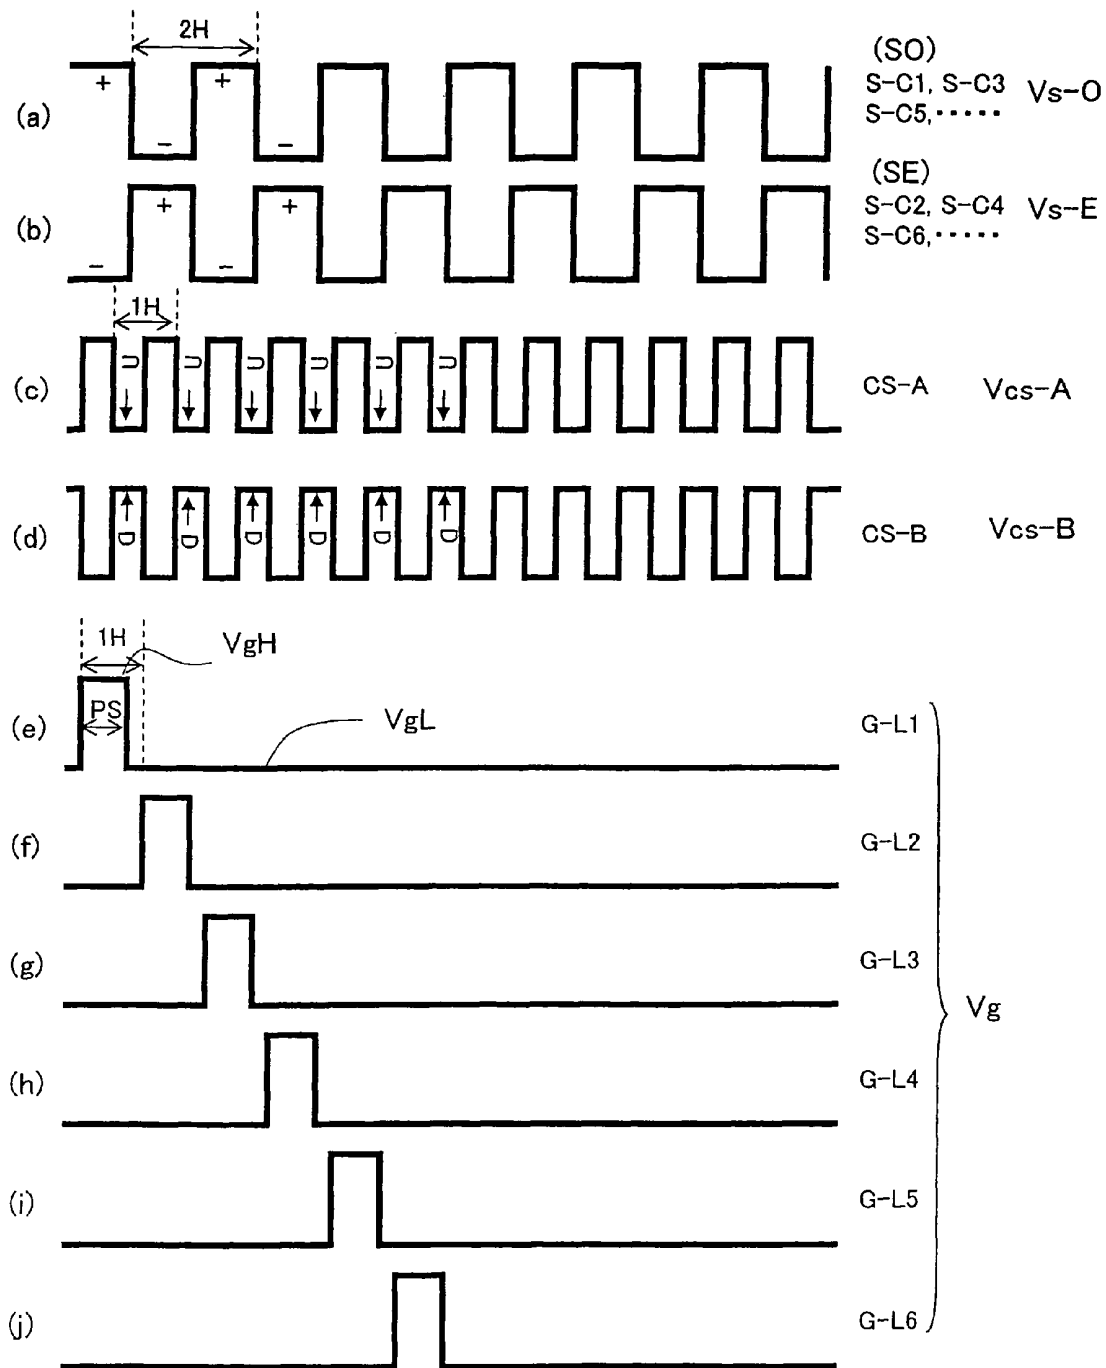 2H
(SO)
(a) + - + - S-C1, S-C3 Vs-O
S-C5,·····
(SE)
(b) - + - + S-C2, S-C4 Vs-E
S-C6,·····
1H
(c) U U U U U U CS-A Vcs-A
(d) D D D D D D CS-B Vcs-B
1H VgH
(e) PS VgL G-L1
(f) G-L2
(g) G-L3
Vg
(h) G-L4
(i) G-L5
(j) G-L6